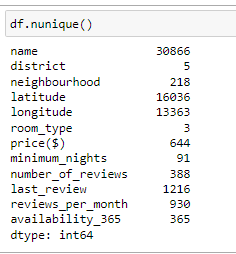 df.nunique()
name 30866
district 5
neighbourhood 218
latitude 16036
longitude 13363
room_type 3
price($) 644
minimum_nights 91
number_of_reviews 388
last_review 1216
reviews_per_month 930
availability_365 365
dtype: int64